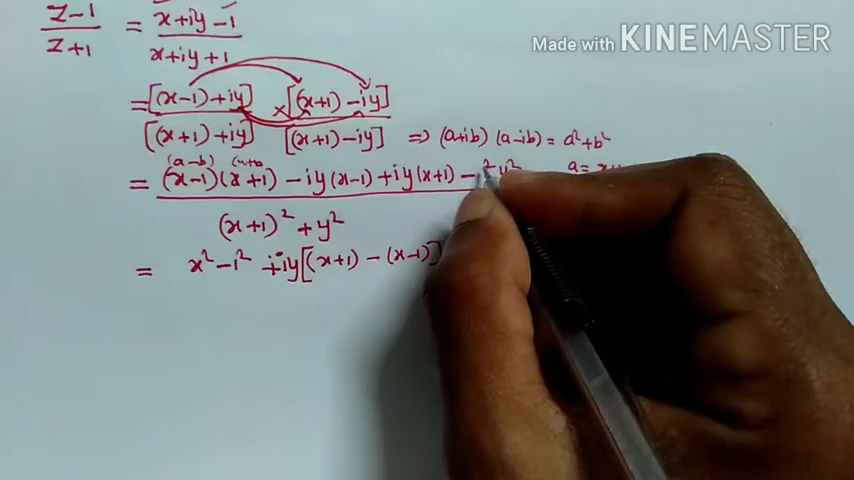 Made with KINEMASTER
z-1/z+1 = x+iy-1/x+iy+1
= [(x-1)+iy]/[(x+1)+iy] × [(x+1)-iy]/[(x+1)-iy] ⇒ (a+ib) (a-ib) = a²+b²
(a-b) (a+b
= (x-1)(x+1) - iy(x-1) + iy(x+1) - i²y²/(x+1)² + y² a =
= x² - 1² + iy[(x+1) - (x-1)]